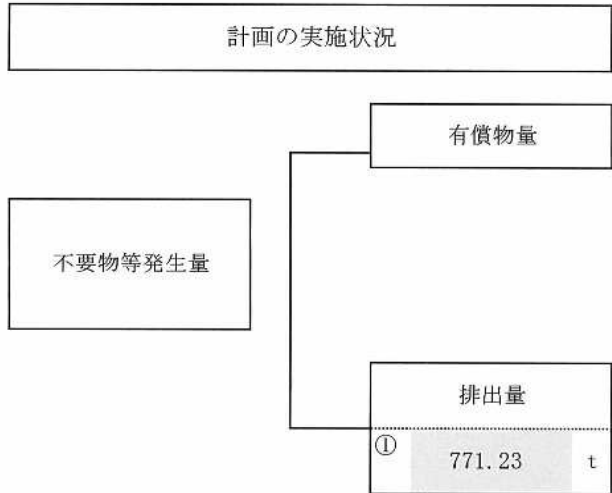 計画の実施状況
有償物量
不要物等発生量
排出量
① 771.23 t